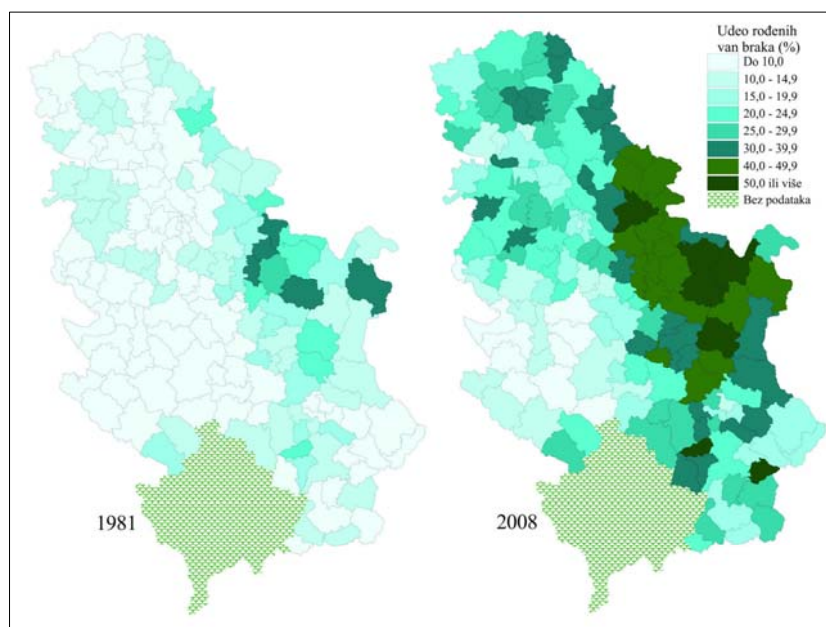 Udeo rođenih
van braka (%)
Do 10,0
10,0 - 14,9
15,0 - 19,9
20,0 - 24,9
25,0 - 29,9
30,0 - 39,9
40,0 - 49,9
50,0 ili više
Bez podataka
1981
2008